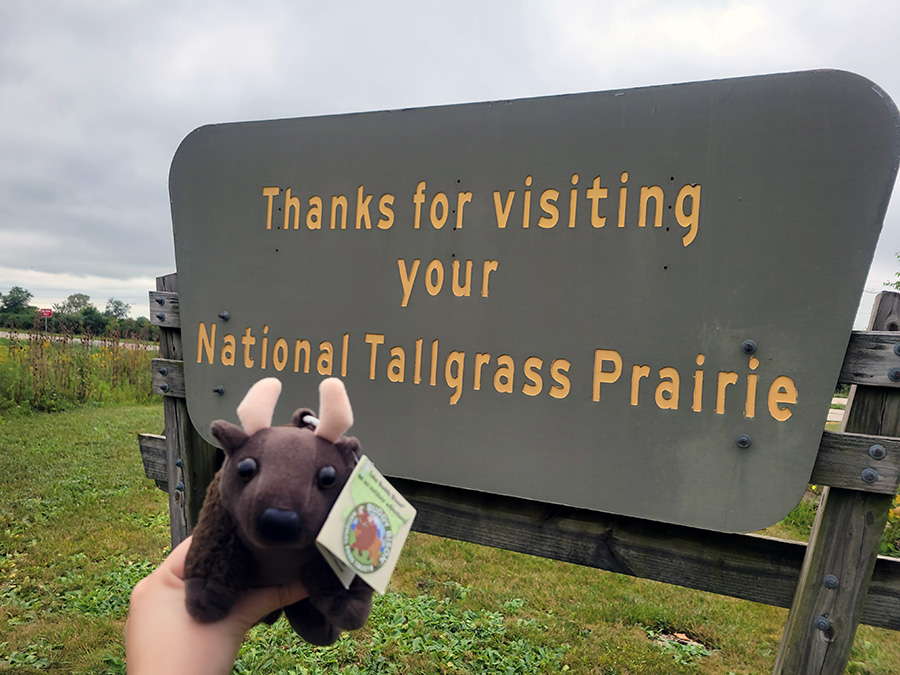 Thanks for visiting
your
National Tallgrass Prairie